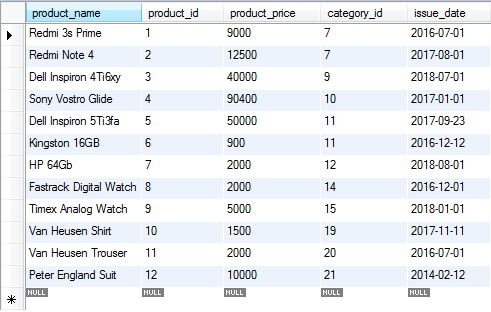 product_name product_id product_price category_id issue_date
Redmi 3s Prime 1 9000 7 2016-07-01
Redmi Note 4 2 12500 7 2017-08-01
Dell Inspiron 4Ti6xy 3 40000 9 2018-07-01
Sony Vostro Glide 4 90400 10 2017-01-01
Dell Inspiron 5Ti3fa 5 50000 11 2017-09-23
Kingston 16GB 6 900 11 2016-12-12
HP 64Gb 7 2000 12 2018-08-01
Fastrack Digital Watch 8 2000 14 2016-12-01
Timex Analog Watch 9 5000 15 2018-01-01
Van Heusen Shirt 10 1500 19 2017-11-11
Van Heusen Trouser 11 2000 20 2016-07-01
Peter England Suit 12 10000 21 2014-02-12
NULL NULL NULL NULL NULL